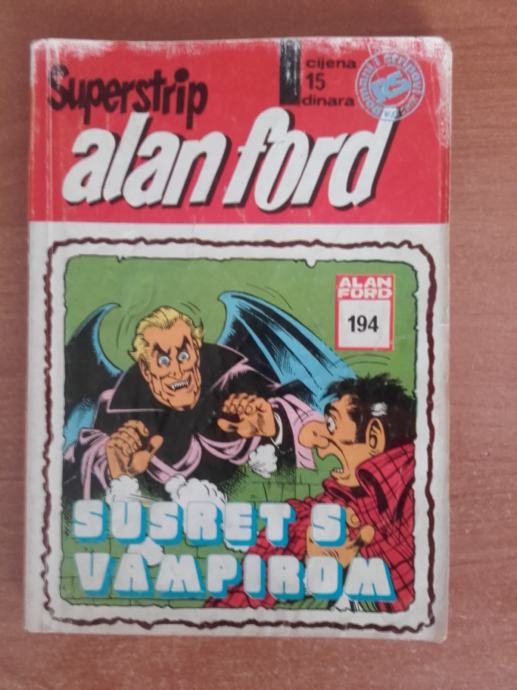 Superstrip
alan ford
cijena
15
dinara
ALAN
FORD
194
SUSRET S
VAMPIROM